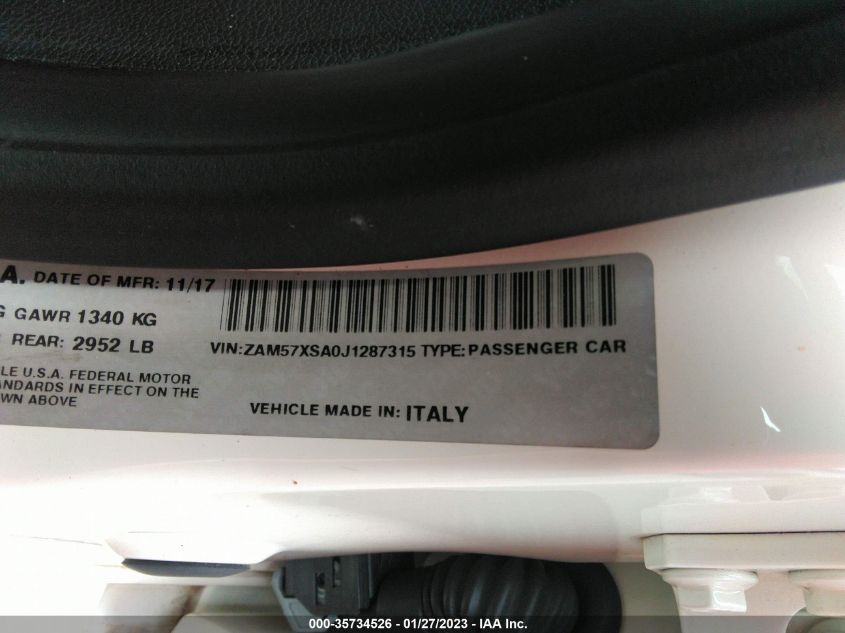 A. DATE OF MFR: 11/17
G GAWR 1340 KG
REAR: 2952 LB
VIN:ZAM57XSA0J1287315 TYPE:PASSENGER CAR
LE U.S.A. FEDERAL MOTOR
ANDARDS IN EFFECT ON THE
WN ABOVE
VEHICLE MADE IN: ITALY
000-35734526 - 01/27/2023 - IAA Inc.